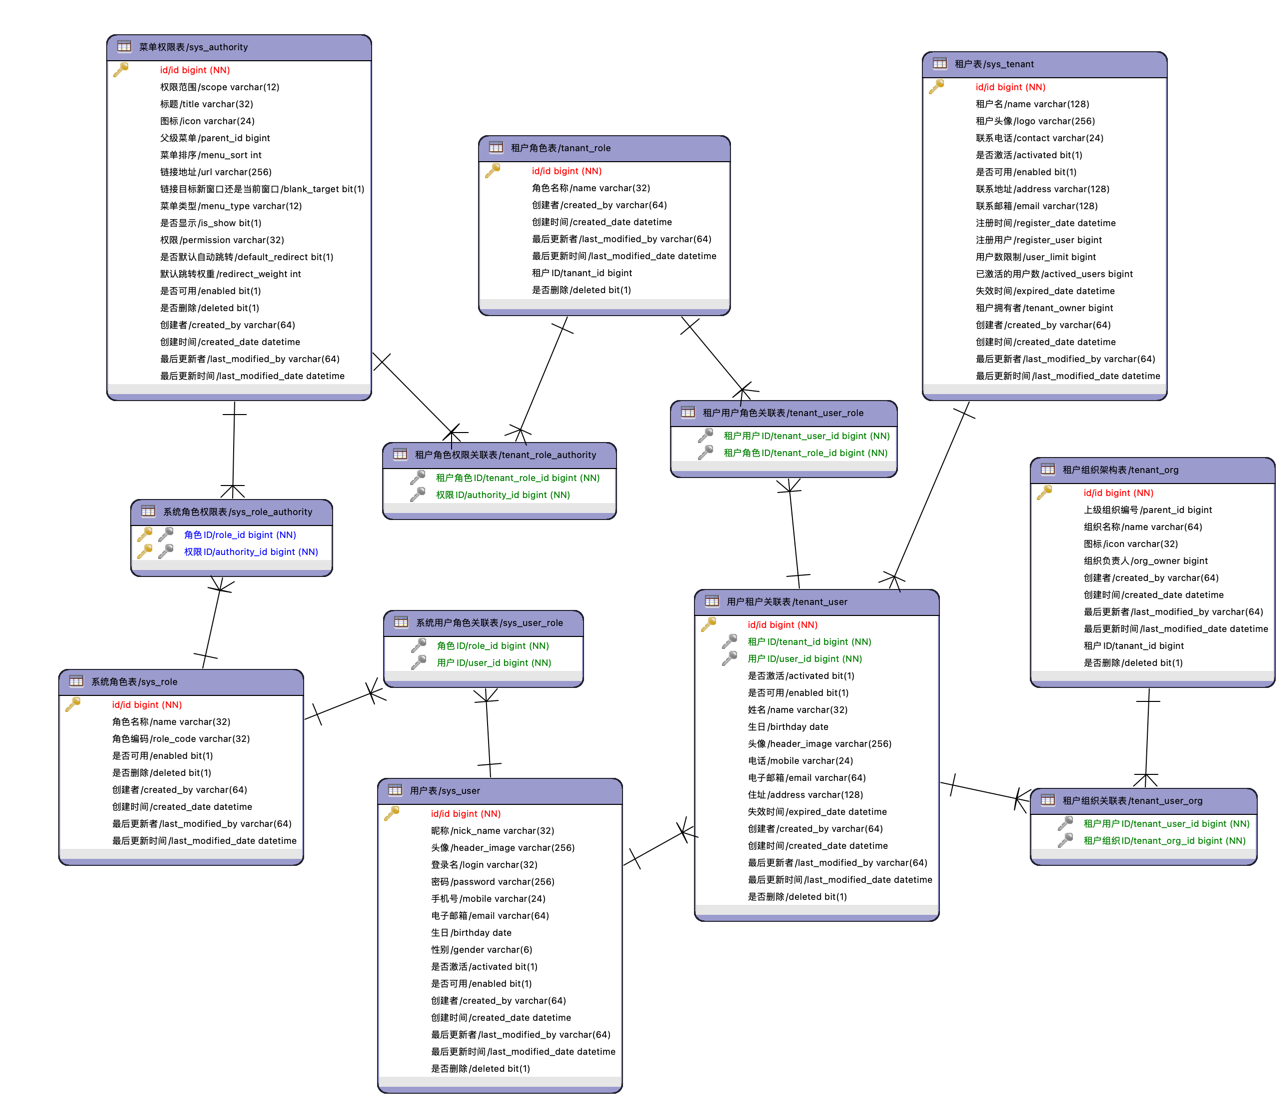 菜单权限表/sys_authority
id/id bigint (NN)
权限范围/scope varchar(12)
标题/title varchar(32)
图标/icon varchar(24)
父级菜单/parent_id bigint
菜单排序/menu_sort int
链接地址/url varchar(256)
链接目标新窗口还是当前窗口/blank_target bit(1)
菜单类型/menu_type varchar(12)
是否显示/is_show bit(1)
权限/permission varchar(32)
是否默认自动跳转/default_redirect bit(1)
默认跳转权重/redirect_weight int
是否可用/enabled bit(1)
是否删除/deleted bit(1)
创建者/created_by varchar(64)
创建时间/created_date datetime
最后更新者/last_modified_by varchar(64)
最后更新时间/last_modified_date datetime
租户角色表/tanant_role
id/id bigint (NN)
角色名称/name varchar(32)
创建者/created_by varchar(64)
创建时间/created_date datetime
最后更新者/last_modified_by varchar(64)
最后更新时间/last_modified_date datetime
租户ID/tanant_id bigint
是否删除/deleted bit(1)
租户表/sys_tenant
id/id bigint (NN)
租户名/name varchar(128)
租户头像/logo varchar(256)
联系电话/contact varchar(24)
是否激活/activated bit(1)
是否可用/enabled bit(1)
联系地址/address varchar(128)
联系邮箱/email varchar(128)
注册时间/register_date datetime
注册用户/register_user bigint
用户数限制/user_limit bigint
已激活的用户数/actived_users bigint
失效时间/expired_date datetime
租户拥有者/tenant_owner bigint
创建者/created_by varchar(64)
创建时间/created_date datetime
最后更新者/last_modified_by varchar(64)
最后更新时间/last_modified_date datetime
租户用户角色关联表/tenant_user_role
租户用户ID/tenant_user_id bigint (NN)
租户角色ID/tenant_role_id bigint (NN)
租户角色权限关联表/tenant_role_authority
租户角色ID/tenant_role_id bigint (NN)
权限ID/authority_id bigint (NN)
租户组织架构表/tenant_org
id/id bigint (NN)
上级组织编号/parent_id bigint
组织名称/name varchar(64)
图标/icon varchar(32)
组织负责人/org_owner bigint
创建者/created_by varchar(64)
创建时间/created_date datetime
最后更新者/last_modified_by varchar(64)
最后更新时间/last_modified_date datetime
租户ID/tanant_id bigint
是否删除/deleted bit(1)
系统角色权限表/sys_role_authority
角色ID/role_id bigint (NN)
权限ID/authority_id bigint (NN)
用户租户关联表/tenant_user
id/id bigint (NN)
租户ID/tenant_id bigint (NN)
用户ID/user_id bigint (NN)
是否激活/activated bit(1)
是否可用/enabled bit(1)
姓名/name varchar(32)
生日/birthday date
头像/header_image varchar(256)
电话/mobile varchar(24)
电子邮箱/email varchar(64)
住址/address varchar(128)
失效时间/expired_date datetime
创建者/created_by varchar(64)
创建时间/created_date datetime
最后更新者/last_modified_by varchar(64)
最后更新时间/last_modified_date datetime
是否删除/deleted bit(1)
系统用户角色关联表/sys_user_role
角色ID/role_id bigint (NN)
用户ID/user_id bigint (NN)
系统角色表/sys_role
id/id bigint (NN)
角色名称/name varchar(32)
角色编码/role_code varchar(32)
是否可用/enabled bit(1)
是否删除/deleted bit(1)
创建者/created_by varchar(64)
创建时间/created_date datetime
最后更新者/last_modified_by varchar(64)
最后更新时间/last_modified_date datetime
用户表/sys_user
id/id bigint (NN)
昵称/nick_name varchar(32)
头像/header_image varchar(256)
登录名/login varchar(32)
密码/password varchar(256)
手机号/mobile varchar(24)
电子邮箱/email varchar(64)
生日/birthday date
性别/gender varchar(6)
是否激活/activated bit(1)
是否可用/enabled bit(1)
创建者/created_by varchar(64)
创建时间/created_date datetime
最后更新者/last_modified_by varchar(64)
最后更新时间/last_modified_date datetime
是否删除/deleted bit(1)
租户组织关联表/tenant_user_org
租户用户ID/tenant_user_id bigint (NN)
租户组织ID/tenant_org_id bigint (NN)